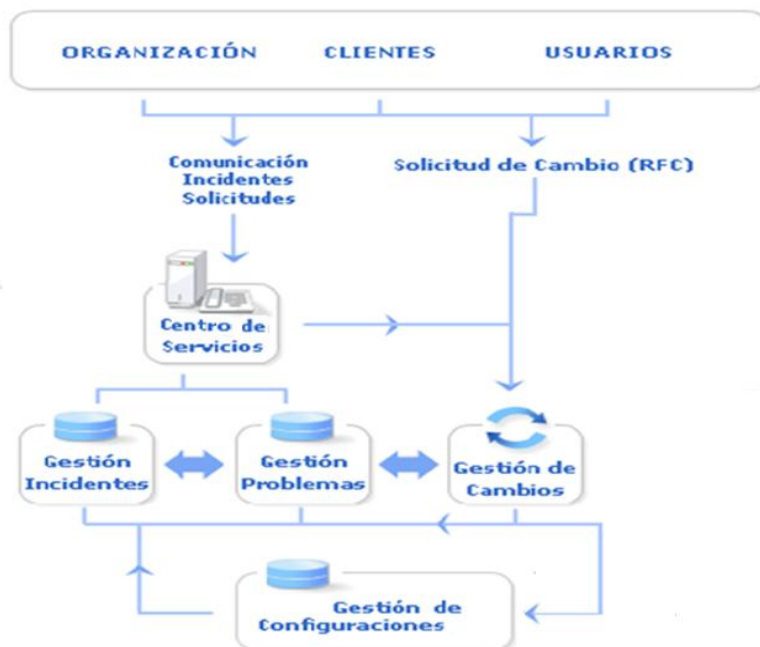 ORGANIZACIÓN CLIENTES USUARIOS
Comunicación
Incidentes
Solicitudes
Solicitud de Cambio (RFC)
Centro de
Servicios
Gestión
Incidentes
Gestión
Problemas
Gestión de
Cambios
Gestión de
Configuraciones